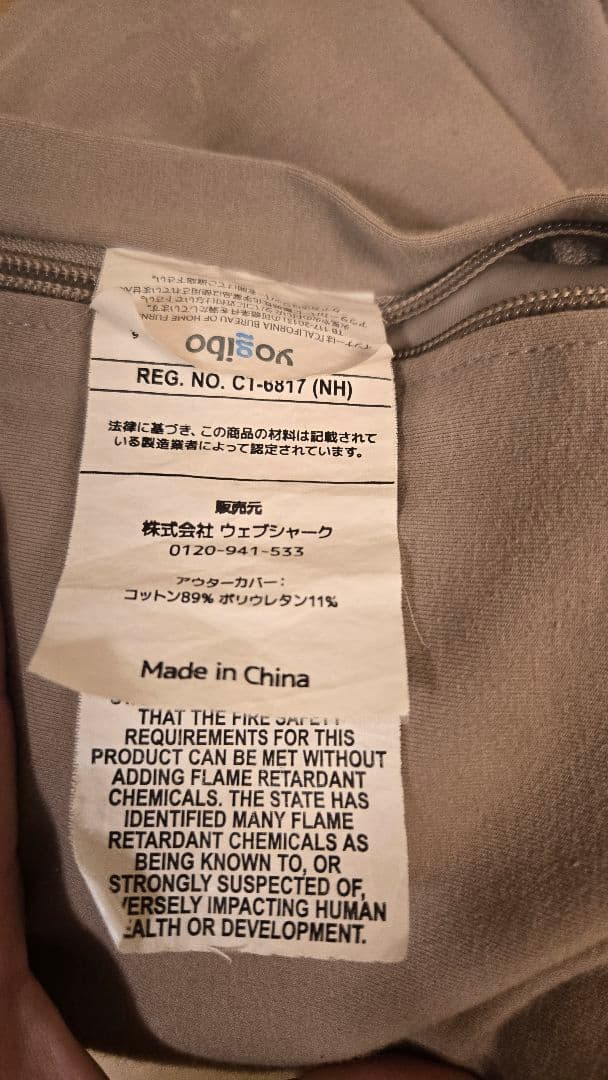 yogibo
REG. NO. CT-6817 (NH)
法律に基づき、この商品の材料は記載されて
いる製造業者によって認定されています。
販売元
株式会社 ウェブシャーク
0120-941-533
アウターカバー：
コットン89% ポリウレタン11%
Made in China
THAT THE FIRE SAFETY
REQUIREMENTS FOR THIS
PRODUCT CAN BE MET WITHOUT
ADDING FLAME RETARDANT
CHEMICALS. THE STATE HAS
IDENTIFIED MANY FLAME
RETARDANT CHEMICALS AS
BEING KNOWN TO, OR
STRONGLY SUSPECTED OF,
ERSELY IMPACTING HUMAN
ALTH OR DEVELOPMENT.